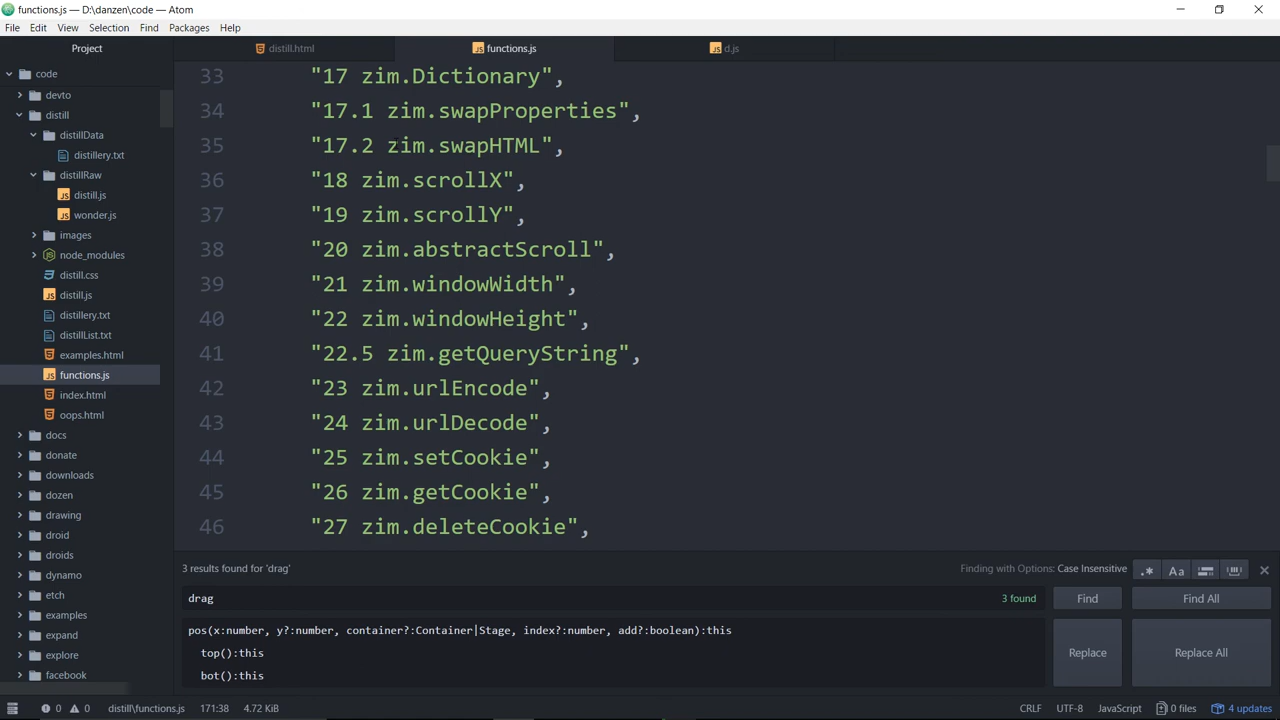 functions.js — D:\danzen\code — Atom
File Edit View Selection Find Packages Help
Project
distill.html
functions.js
d.js
code
devto
distill
distillData
distillery.txt
distillRaw
distill.js
wonder.js
images
node_modules
distill.css
distill.js
distillery.txt
distillList.txt
examples.html
functions.js
index.html
oops.html
docs
donate
downloads
dozen
drawing
droid
droids
dynamo
etch
examples
expand
explore
facebook
33 "17 zim.Dictionary",
34 "17.1 zim.swapProperties",
35 "17.2 zim.swapHTML",
36 "18 zim.scrollX",
37 "19 zim.scrollY",
38 "20 zim.abstractScroll",
39 "21 zim.windowWidth",
40 "22 zim.windowHeight",
41 "22.5 zim.getQueryString",
42 "23 zim.urlEncode",
43 "24 zim.urlDecode",
44 "25 zim.setCookie",
45 "26 zim.getCookie",
46 "27 zim.deleteCookie",
3 results found for 'drag'
Finding with Options: Case Insensitive
.* Aa
drag
3 found
Find
Find All
pos(x:number, y?:number, container?:Container|Stage, index?:number, add?:boolean):this
top():this
bot():this
Replace
Replace All
0 0 distill\functions.js 171:38 4.72 KiB
CRLF UTF-8 JavaScript 0 files 4 updates